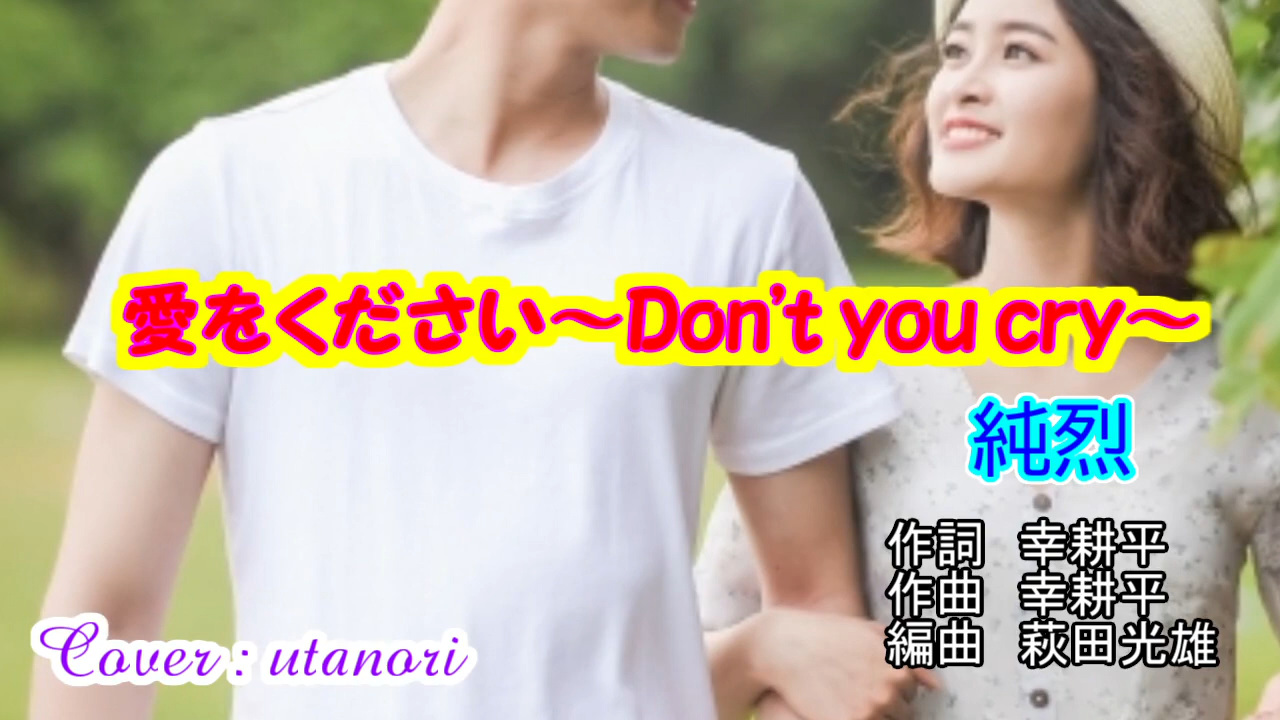 愛をください～Don't you cry～
純烈
作詞　幸耕平
作曲　幸耕平
編曲　萩田光雄
Cover : utanori